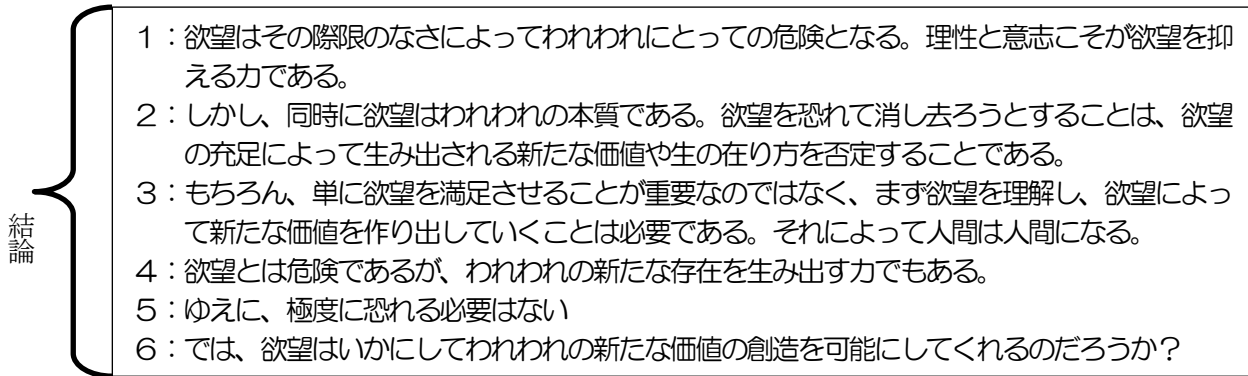 結論
１：欲望はその際限のなさによってわれわれにとっての危険となる。理性と意志こそが欲望を抑
える力である。
２：しかし、同時に欲望はわれわれの本質である。欲望を恐れて消し去ろうとすることは、欲望
の充足によって生み出される新たな価値や生の在り方を否定することである。
３：もちろん、単に欲望を満足させることが重要なのではなく、まず欲望を理解し、欲望によっ
て新たな価値を作り出していくことは必要である。それによって人間は人間になる。
４：欲望とは危険であるが、われわれの新たな存在を生み出す力でもある。
５：ゆえに、極度に恐れる必要はない
６：では、欲望はいかにしてわれわれの新たな価値の創造を可能にしてくれるのだろうか？